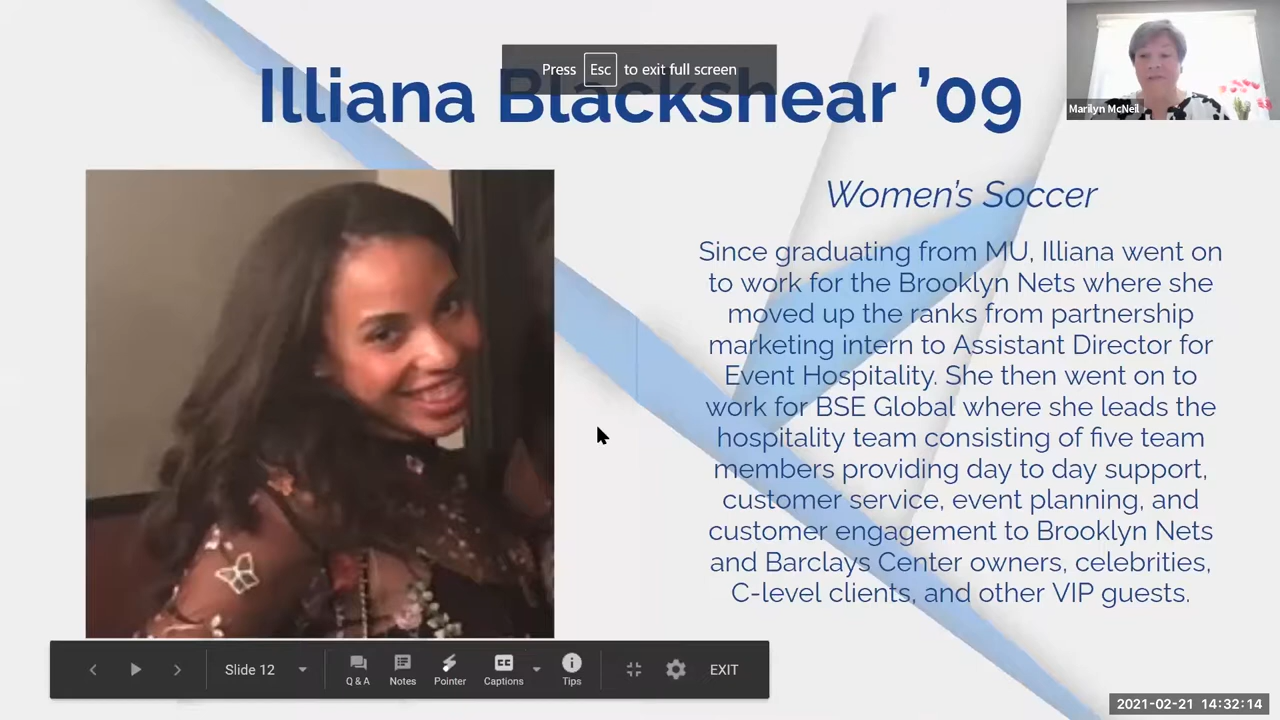 Press Esc to exit full screen
Illiana Blackshear ’09
Marilyn McNeil
Women’s Soccer
Since graduating from MU, Illiana went on
to work for the Brooklyn Nets where she
moved up the ranks from partnership
marketing intern to Assistant Director for
Event Hospitality. She then went on to
work for BSE Global where she leads the
hospitality team consisting of five team
members providing day to day support,
customer service, event planning, and
customer engagement to Brooklyn Nets
and Barclays Center owners, celebrities,
C-level clients, and other VIP guests.
Slide 12
Q & A
Notes
Pointer
CC
Captions
Tips
EXIT
2021-02-21 14:32:14